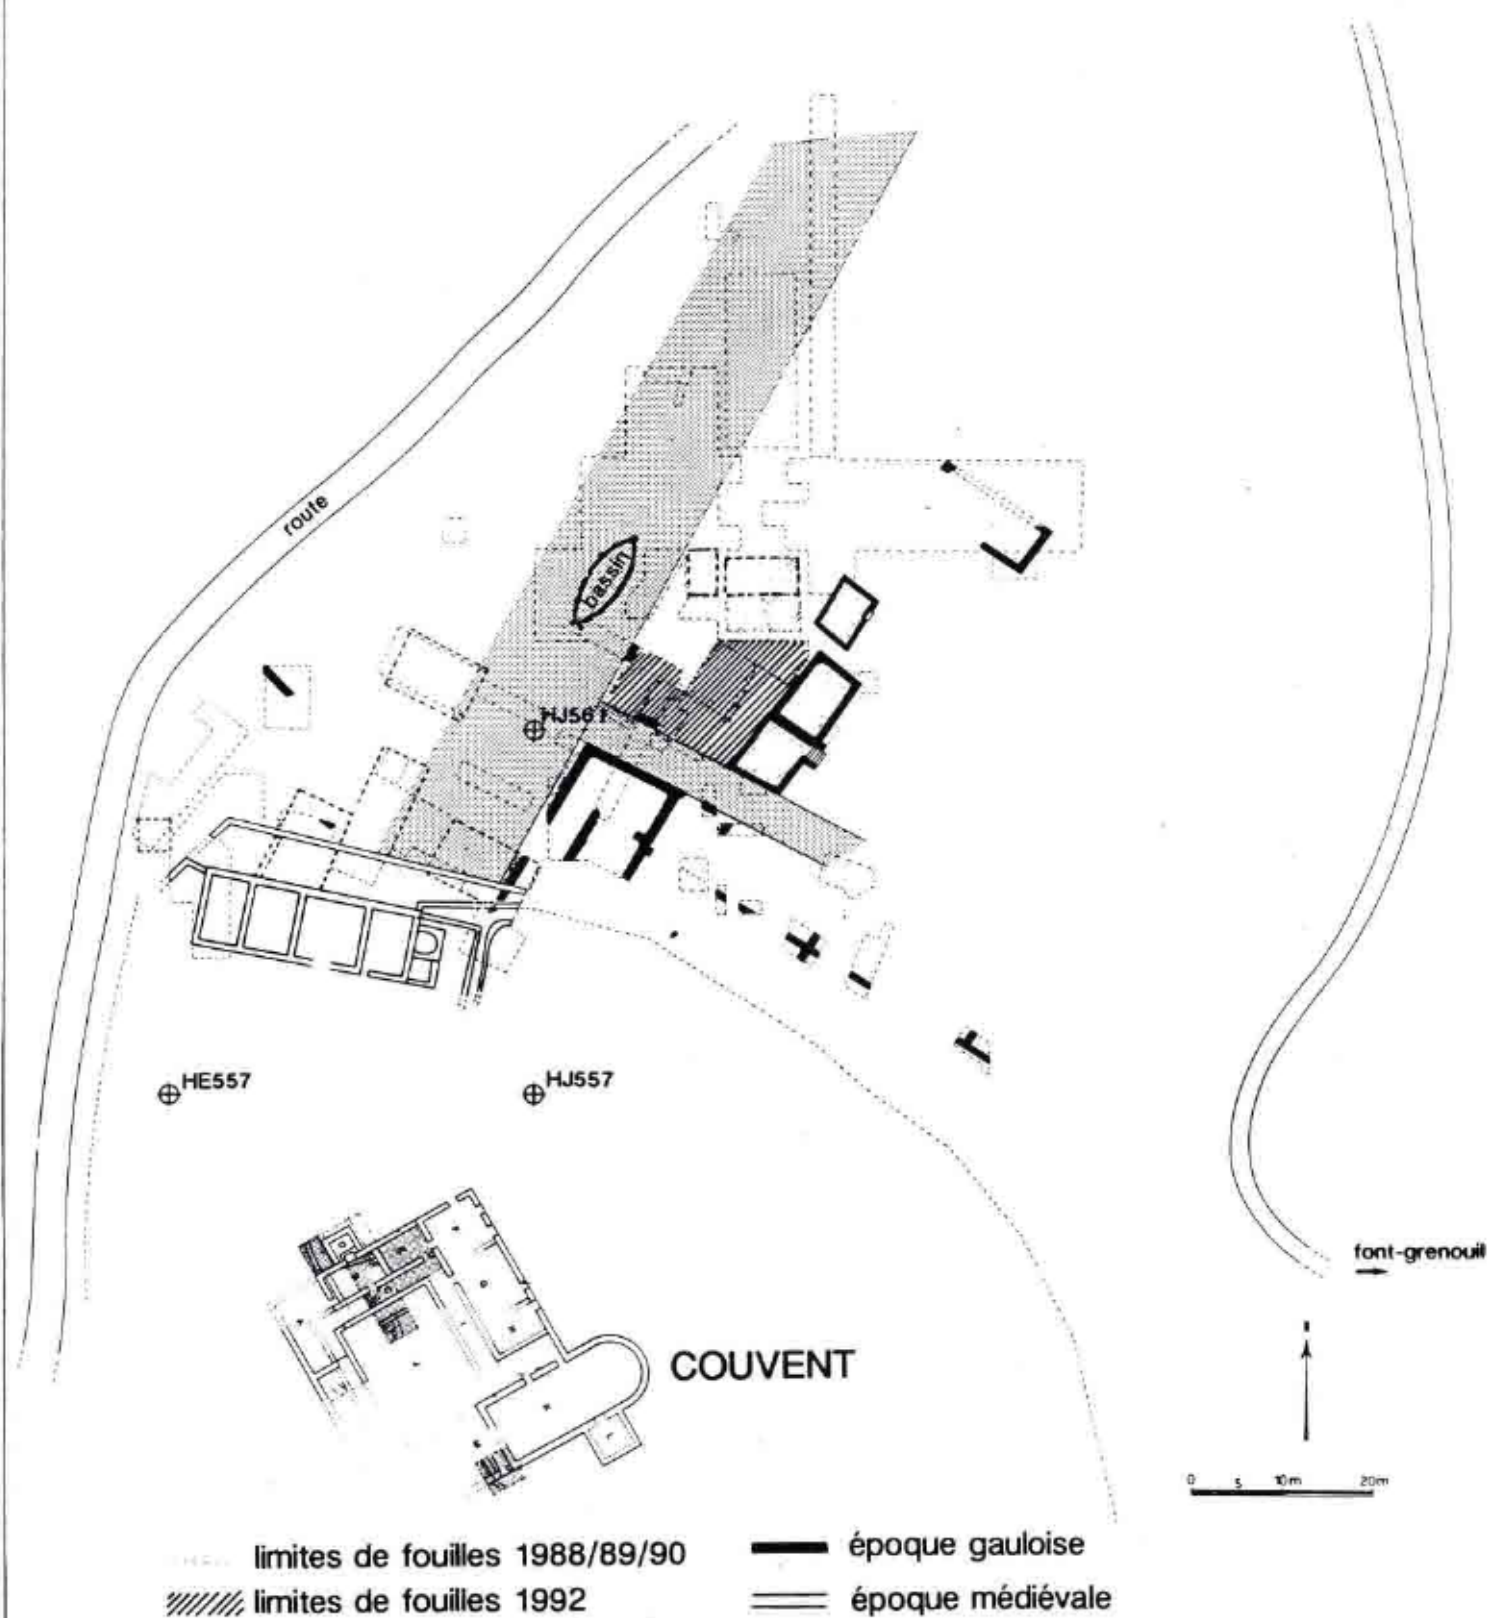 route
bassin
HJ561
HE557
HJ557
font-grenouil
COUVENT
0 5 10m 20m
limites de fouilles 1988/89/90
limites de fouilles 1992
époque gauloise
époque médiévale